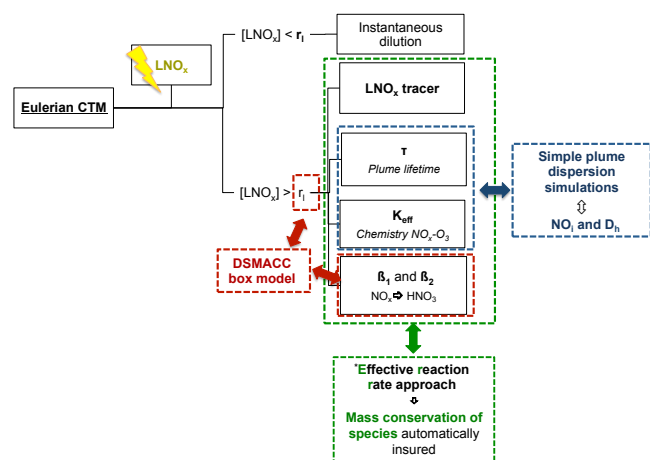 [LNOₓ] < rₗ
Instantaneous
dilution
LNOₓ
LNOₓ tracer
Eulerian CTM
τ
Plume lifetime
Simple plume
dispersion
simulations
⇳
NOᵢ and Dₕ
[LNOₓ] > rₗ
K_eff
Chemistry NOₓ-O₃
DSMACC
box model
ß₁ and ß₂
NOₓ ⇨ HNO₃
*Effective reaction
rate approach
⇩
Mass conservation of
species automatically
insured